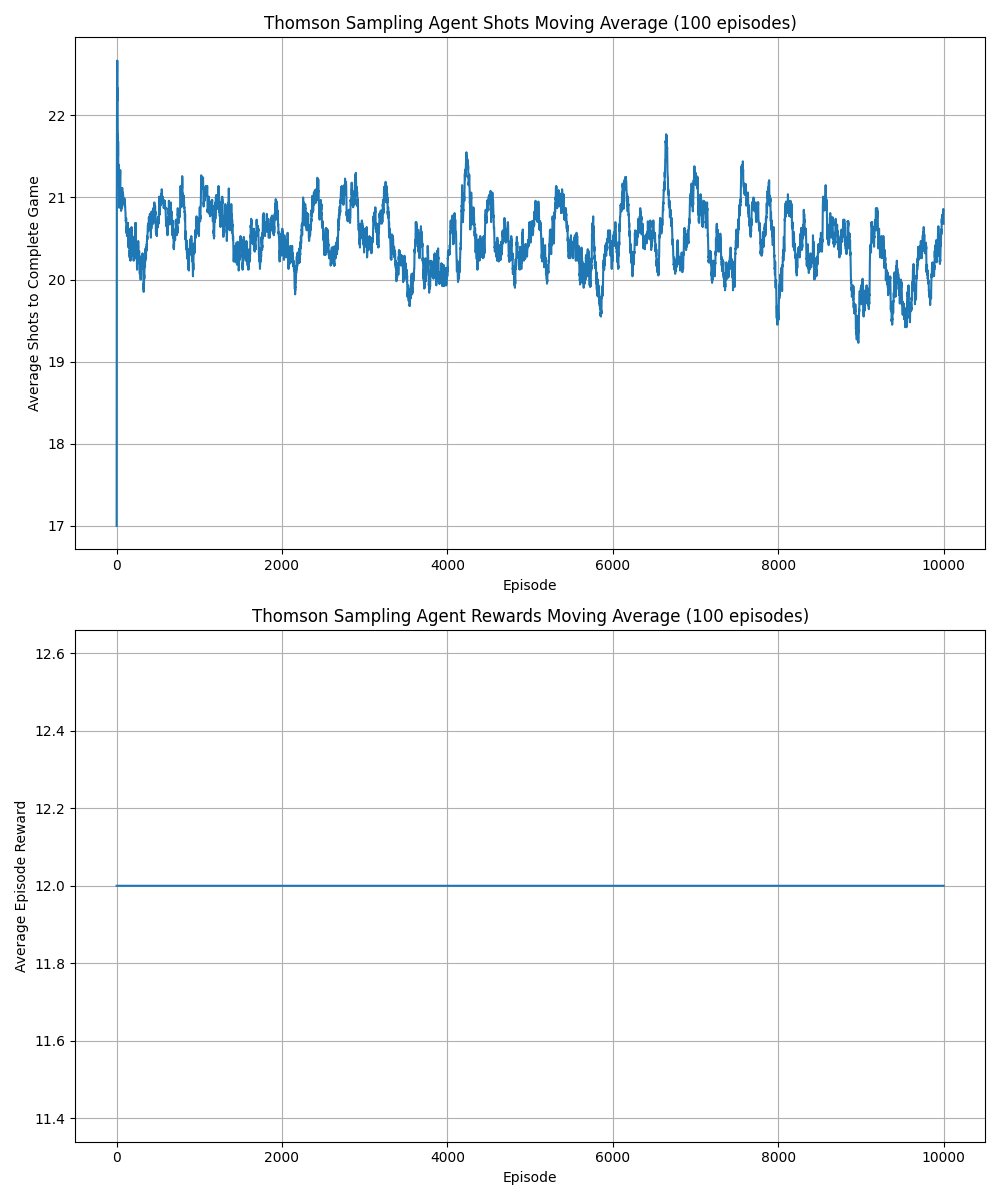 Thomson Sampling Agent Shots Moving Average (100 episodes)
Average Shots to Complete Game
22
21
20
19
18
17
0 2000 4000 6000 8000 10000
Episode
Thomson Sampling Agent Rewards Moving Average (100 episodes)
Average Episode Reward
12.6
12.4
12.2
12.0
11.8
11.6
11.4
0 2000 4000 6000 8000 10000
Episode